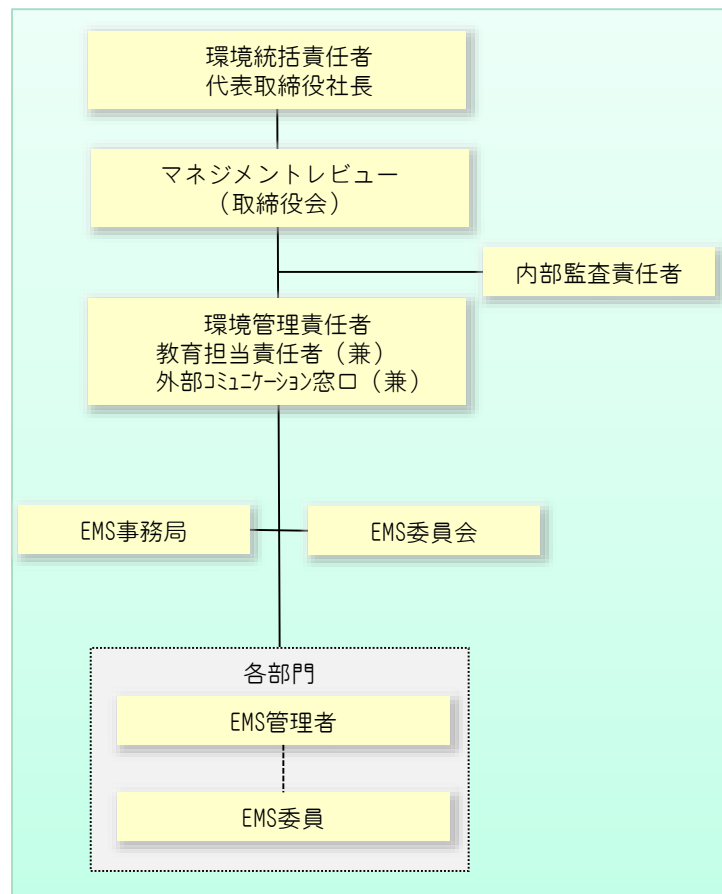 環境統括責任者
代表取締役社長
マネジメントレビュー
（取締役会）
内部監査責任者
環境管理責任者
教育担当責任者（兼）
外部ｺﾐｭﾆｹｰｼｮﾝ窓口（兼）
EMS事務局
EMS委員会
各部門
EMS管理者
EMS委員